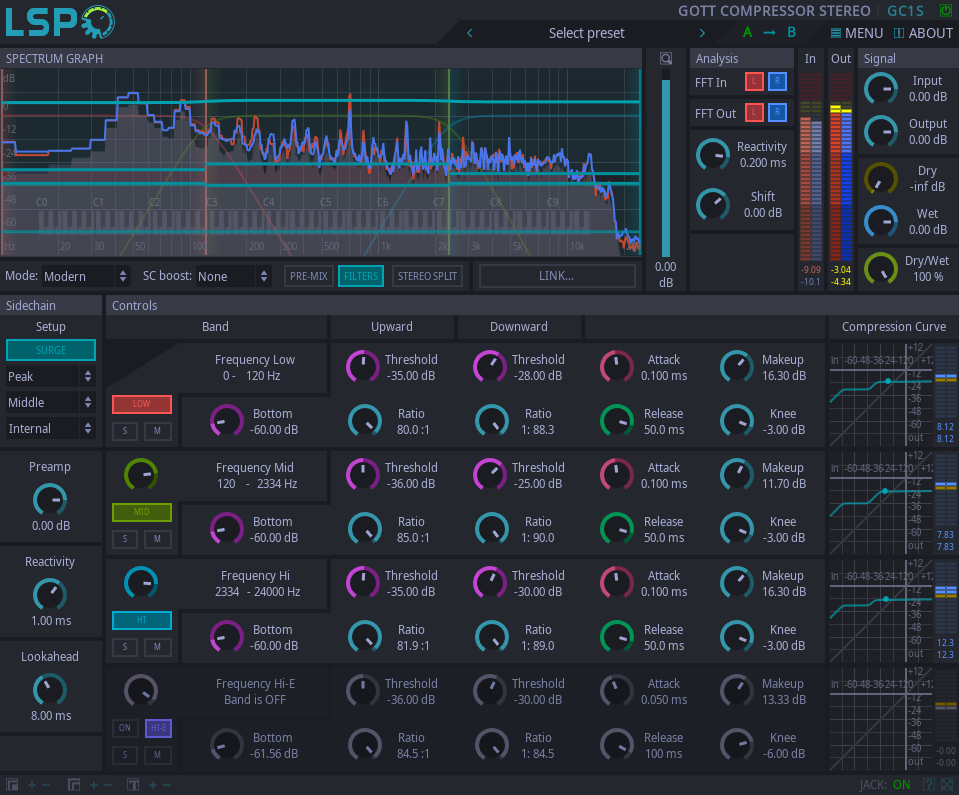 LSP
GOTT COMPRESSOR STEREO | GC1S
< Select preset > A → B MENU ABOUT
SPECTRUM GRAPH
dB
0
-12
-24
-36
-48
-60
C0 C1 C2 C3 C4 C5 C6 C7 C8 C9
Hz 20 30 50 100 200 300 500 1k 2k 3k 5k 10k
Mode: Modern SC boost: None PRE-MIX FILTERS STEREO SPLIT LINK...
0.00
dB
Analysis
FFT In L R
FFT Out L R
Reactivity
0.200 ms
Shift
0.00 dB
In Out
-9.09 -3.04
-10.1 -4.34
Signal
Input
0.00 dB
Output
0.00 dB
Dry
-inf dB
Wet
0.00 dB
Dry/Wet
100 %
Sidechain
Setup
SURGE
Peak
Middle
Internal
Preamp
0.00 dB
Reactivity
1.00 ms
Lookahead
8.00 ms
Controls
Band Upward Downward Compression Curve
Frequency Low Threshold Threshold Attack Makeup
0 - 120 Hz -35.00 dB -28.00 dB 0.100 ms 16.30 dB
LOW
S M
Bottom Ratio Ratio Release Knee
-60.00 dB 80.0 :1 1: 88.3 50.0 ms -3.00 dB
+12
in -60-48-36-24-12 0 +12
-12
-24
-36
-48
-60
out
8.12
8.12
Frequency Mid Threshold Threshold Attack Makeup
120 - 2334 Hz -36.00 dB -25.00 dB 0.100 ms 11.70 dB
MID
S M
Bottom Ratio Ratio Release Knee
-60.00 dB 85.0 :1 1: 90.0 50.0 ms -3.00 dB
+12
in -60-48-36-24-12 0 +12
-12
-24
-36
-48
-60
out
7.83
7.83
Frequency Hi Threshold Threshold Attack Makeup
2334 - 24000 Hz -35.00 dB -30.00 dB 0.100 ms 16.30 dB
HI
S M
Bottom Ratio Ratio Release Knee
-60.00 dB 81.9 :1 1: 89.0 50.0 ms -3.00 dB
+12
in -60-48-36-24-12 0 +12
-12
-24
-36
-48
-60
out
12.3
12.3
Frequency Hi-E Threshold Threshold Attack Makeup
Band is OFF -36.00 dB -30.00 dB 0.050 ms 13.33 dB
ON HI-E
S M
Bottom Ratio Ratio Release Knee
-61.56 dB 84.5 :1 1: 84.5 100 ms -6.00 dB
+12
in -60-48-36-24-12 0 +12
-12
-24
-36
-48
-60
out
-0.00
-0.00
+ - + - + - JACK: ON ?